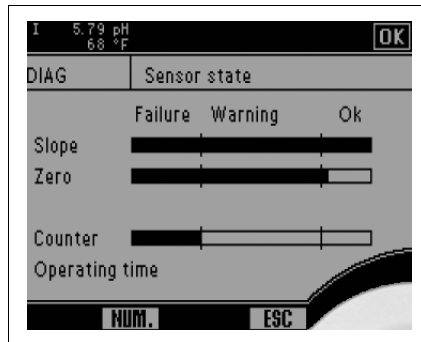 I 5.79 pH
68 °F
OK
DIAG Sensor state
Failure Warning Ok
Slope
Zero
Counter
Operating time
NUM. ESC